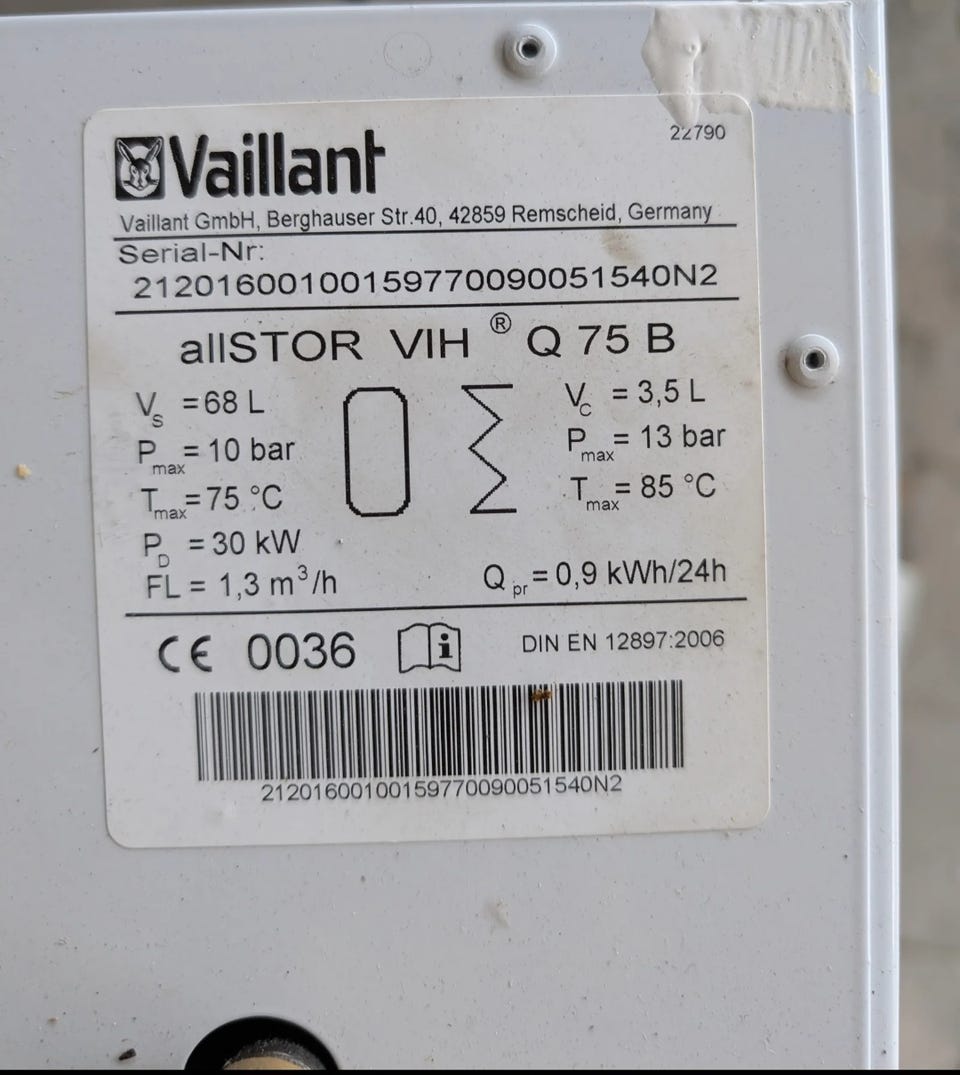 22790
Vaillant
Vaillant GmbH, Berghauser Str.40, 42859 Remscheid, Germany
Serial-Nr:
21201600100159770090051540N2
allSTOR VIH ® Q 75 B
Vs =68 L
Pmax = 10 bar
Tmax=75 °C
PD = 30 kW
FL = 1,3 m³/h
Vc = 3,5 L
Pmax= 13 bar
Tmax= 85 °C
Qpr= 0,9 kWh/24h
CE 0036
i
DIN EN 12897:2006
21201600100159770090051540N2